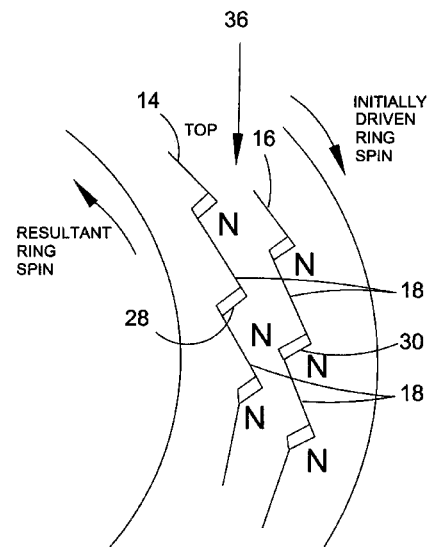 36
14
TOP
16
INITIALLY
DRIVEN
RING
SPIN
RESULTANT
RING
SPIN
N
N
18
28
N
30
N
18
N
N